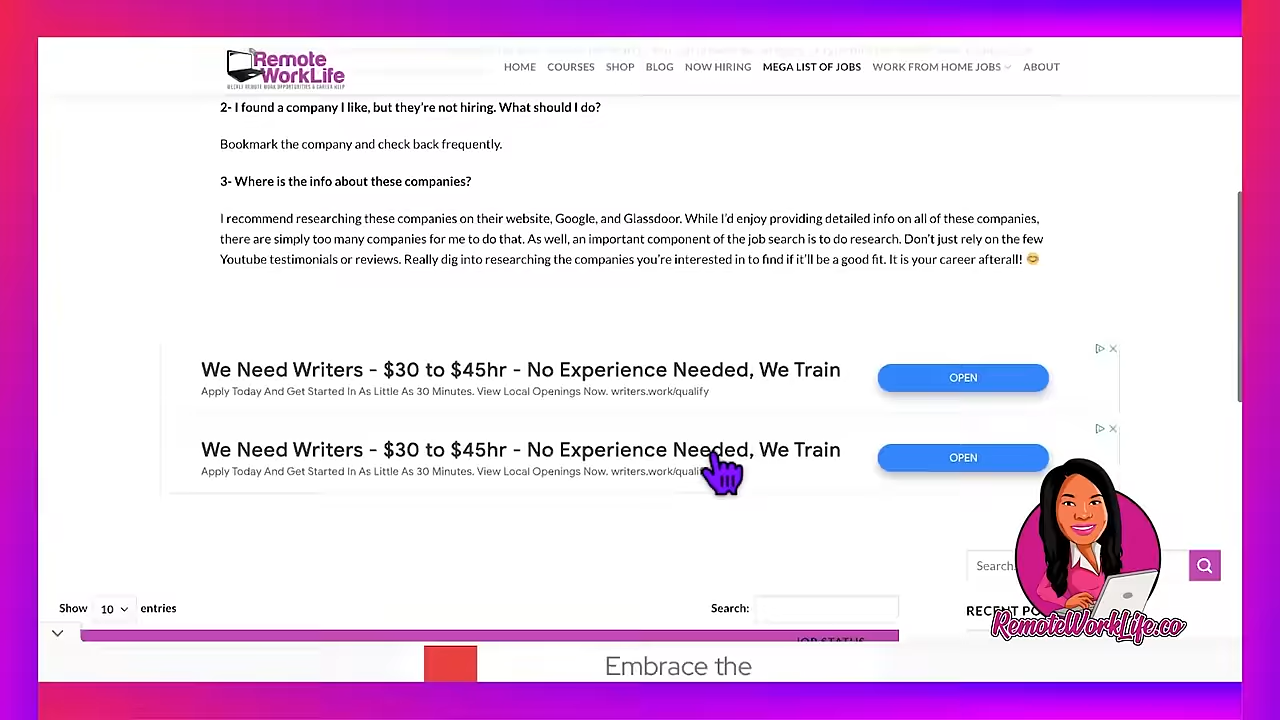 Remote
WorkLife
HOME COURSES SHOP BLOG NOW HIRING MEGA LIST OF JOBS WORK FROM HOME JOBS ABOUT
2- I found a company I like, but they're not hiring. What should I do?
Bookmark the company and check back frequently.
3- Where is the info about these companies?
I recommend researching these companies on their website, Google, and Glassdoor. While I'd enjoy providing detailed info on all of these companies,
there are simply too many companies for me to do that. As well, an important component of the job search is to do research. Don't just rely on the few
Youtube testimonials or reviews. Really dig into researching the companies you're interested in to find if it'll be a good fit. It is your career afterall!
We Need Writers - $30 to $45hr - No Experience Needed, We Train
Apply Today And Get Started In As Little As 30 Minutes. View Local Openings Now. writers.work/qualify
OPEN
We Need Writers - $30 to $45hr - No Experience Needed, We Train
Apply Today And Get Started In As Little As 30 Minutes. View Local Openings Now. writers.work/quali
OPEN
Search
Show 10 entries
Search:
RECENT PO
RemoteWorkLife.co
JOB STATUS
Embrace the